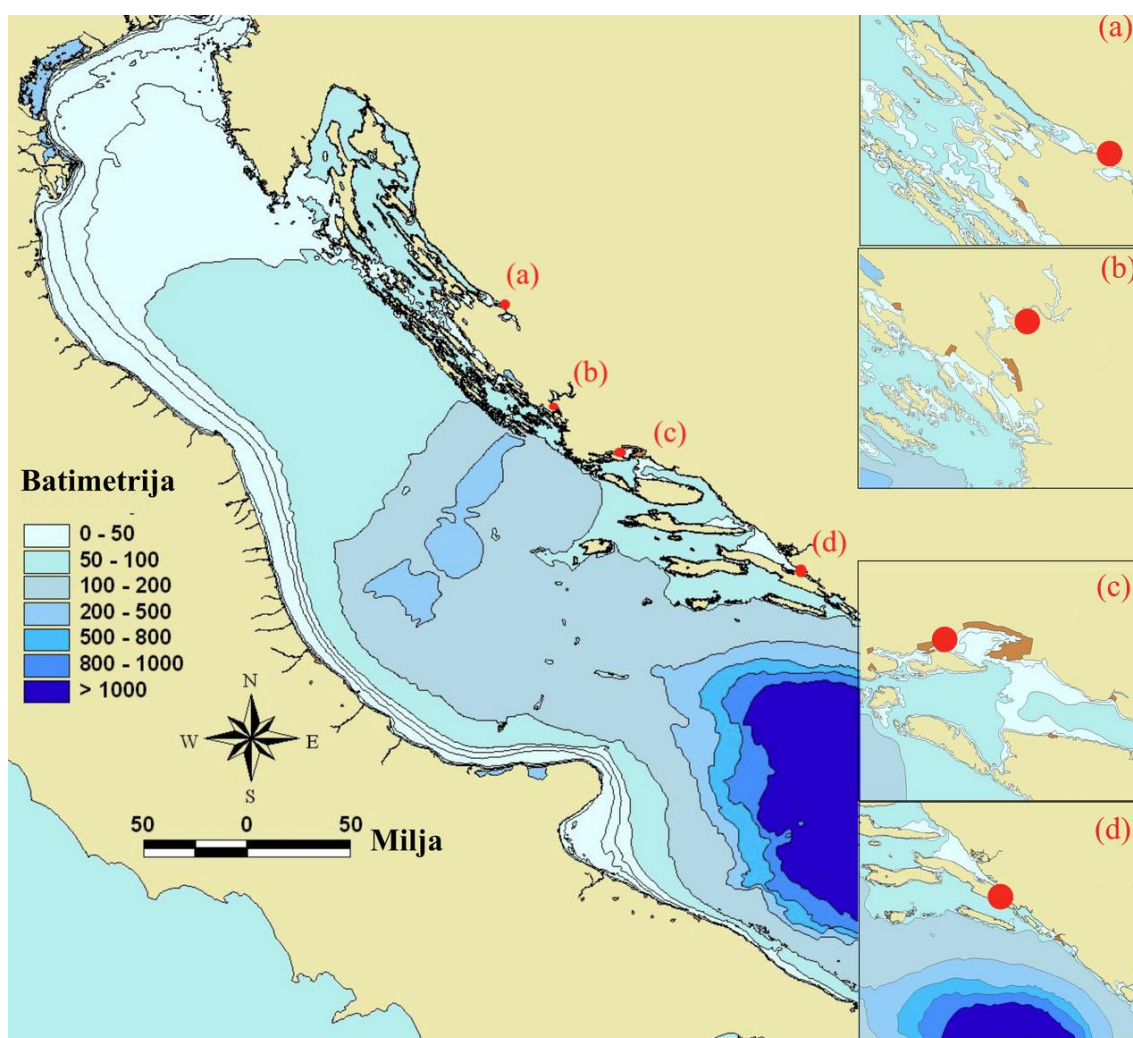 (a)
(b)
(c)
(d)
Batimetrija
0 - 50
50 - 100
100 - 200
200 - 500
500 - 800
800 - 1000
> 1000
N
W E
S
50 0 50
Milja
(a)
(b)
(c)
(d)